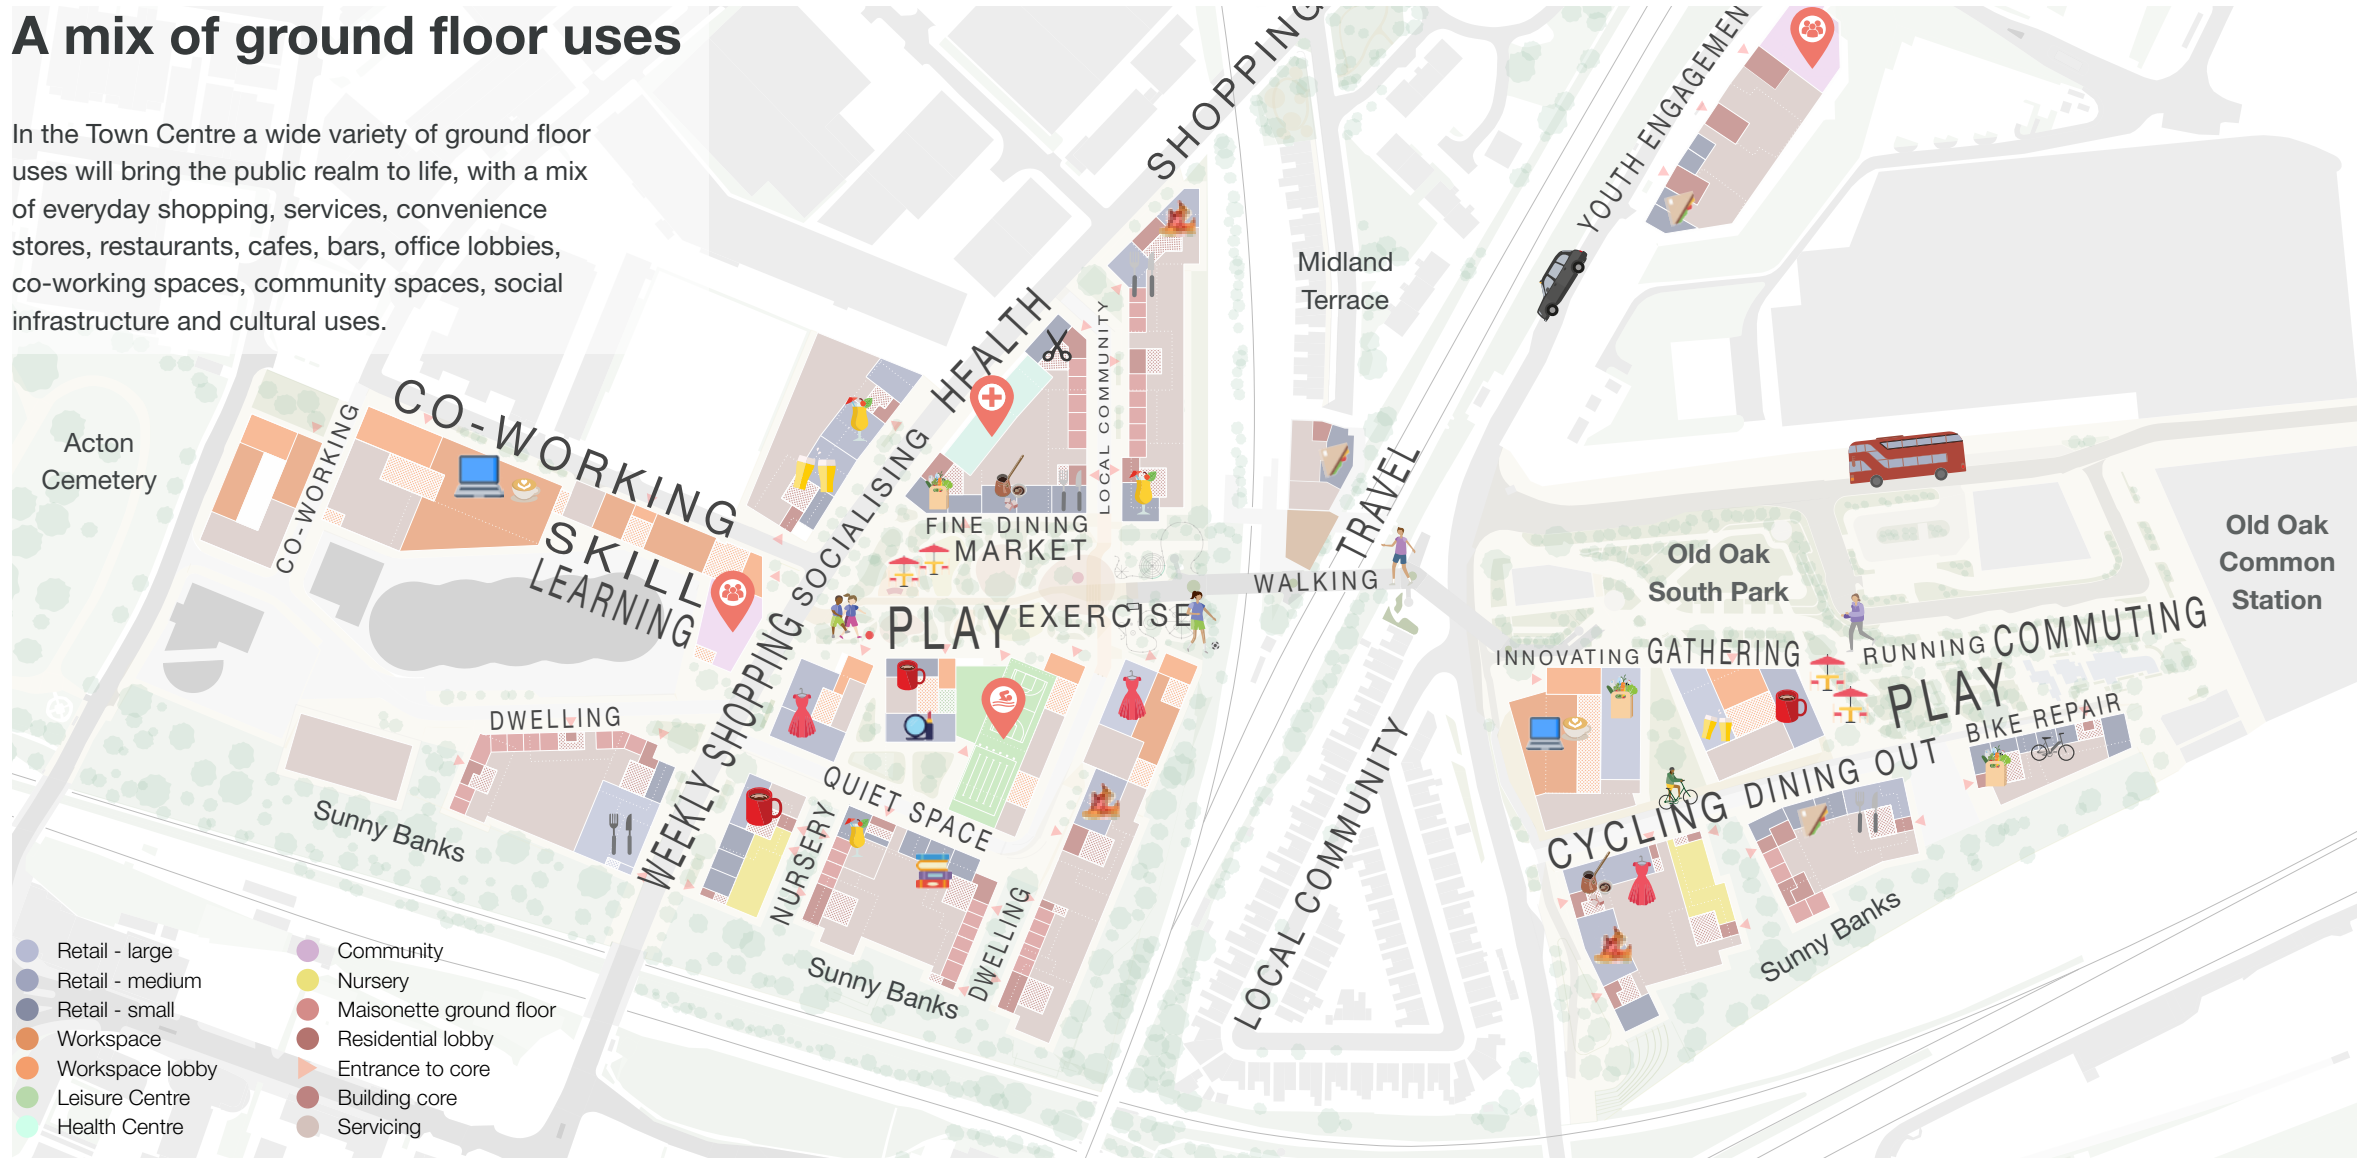 A mix of ground floor uses
In the Town Centre a wide variety of ground floor
uses will bring the public realm to life, with a mix
of everyday shopping, services, convenience
stores, restaurants, cafes, bars, office lobbies,
co-working spaces, community spaces, social
infrastructure and cultural uses.
SHOPPING
YOUTH ENGAGEMEN
Midland
Terrace
HEALTH
LOCAL COMMUNITY
Acton
Cemetery
CO-WORKING
CO-WORKING
SKILL
LEARNING
SOCIALISING
FINE DINING
MARKET
PLAY
EXERCISE
WALKING
TRAVEL
Old Oak
South Park
Old Oak
Common
Station
INNOVATING
GATHERING
RUNNING
COMMUTING
PLAY
BIKE REPAIR
DINING OUT
CYCLING
DWELLING
WEEKLY SHOPPING
QUIET SPACE
NURSERY
DWELLING
LOCAL COMMUNITY
Sunny Banks
Sunny Banks
Sunny Banks
Retail - large
Retail - medium
Retail - small
Workspace
Workspace lobby
Leisure Centre
Health Centre
Community
Nursery
Maisonette ground floor
Residential lobby
Entrance to core
Building core
Servicing